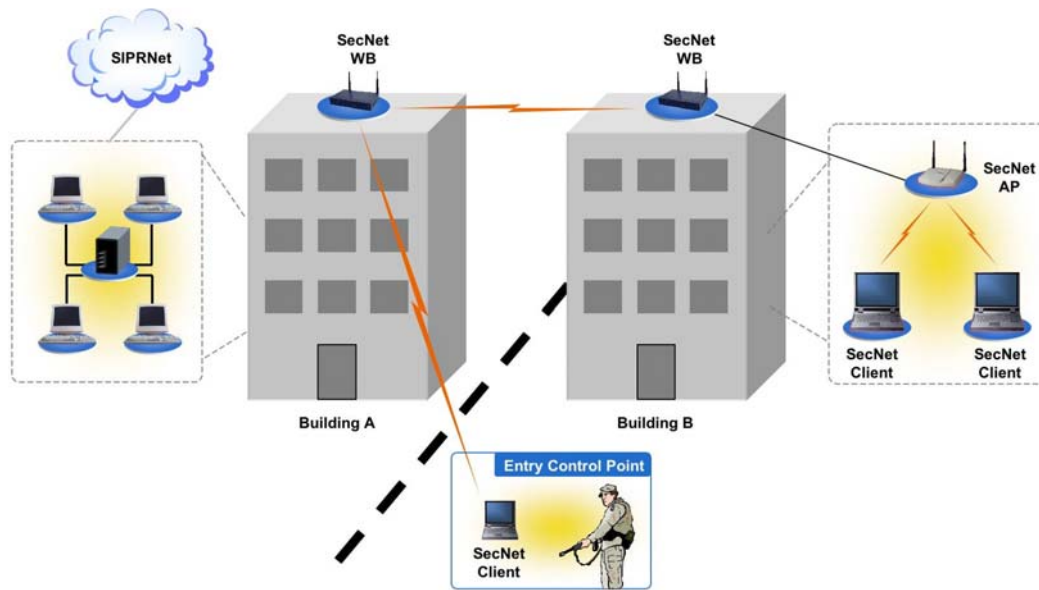 SIPRNet
SecNet
WB
SecNet
WB
SecNet
AP
SecNet
Client
SecNet
Client
Building A
Building B
Entry Control Point
SecNet
Client